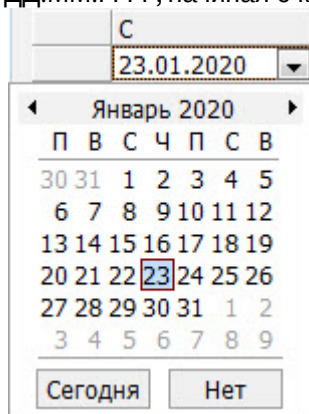 С
23.01.2020
Январь 2020
П В С Ч П С В
30 31 1 2 3 4 5
6 7 8 9 10 11 12
13 14 15 16 17 18 19
20 21 22 23 24 25 26
27 28 29 30 31 1 2
3 4 5 6 7 8 9
Сегодня Нет